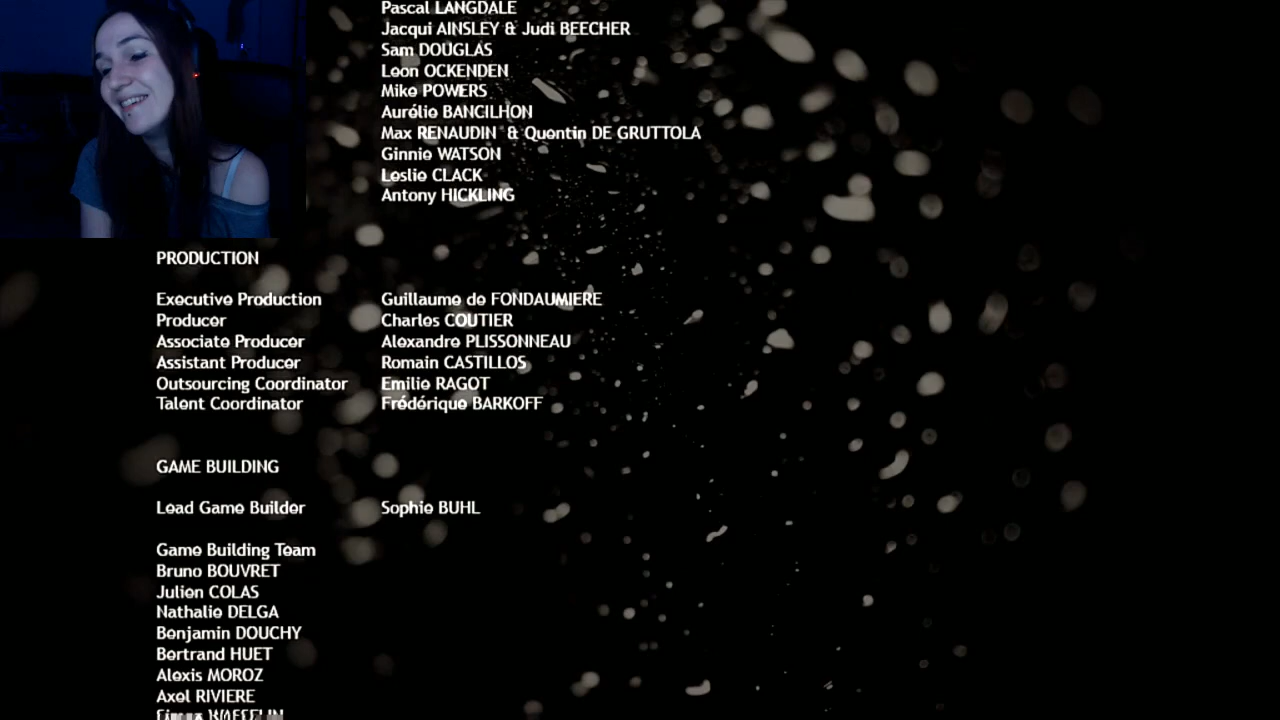 Pascal LANGDALE
Jacqui AINSLEY & Judi BEECHER
Sam DOUGLAS
Leon OCKENDEN
Mike POWERS
Aurélie BANCILHON
Max RENAUDIN & Quentin DE GRUTTOLA
Ginnie WATSON
Leslie CLACK
Antony HICKLING
PRODUCTION
Executive Production Guillaume de FONDAUMIERE
Producer Charles COUTIER
Associate Producer Alexandre PLISSONNEAU
Assistant Producer Romain CASTILLOS
Outsourcing Coordinator Emilie RAGOT
Talent Coordinator Frédérique BARKOFF
GAME BUILDING
Lead Game Builder Sophie BUHL
Game Building Team
Bruno BOUVRET
Julien COLAS
Nathalie DELGA
Benjamin DOUCHY
Bertrand HUET
Alexis MOROZ
Axel RIVIERE